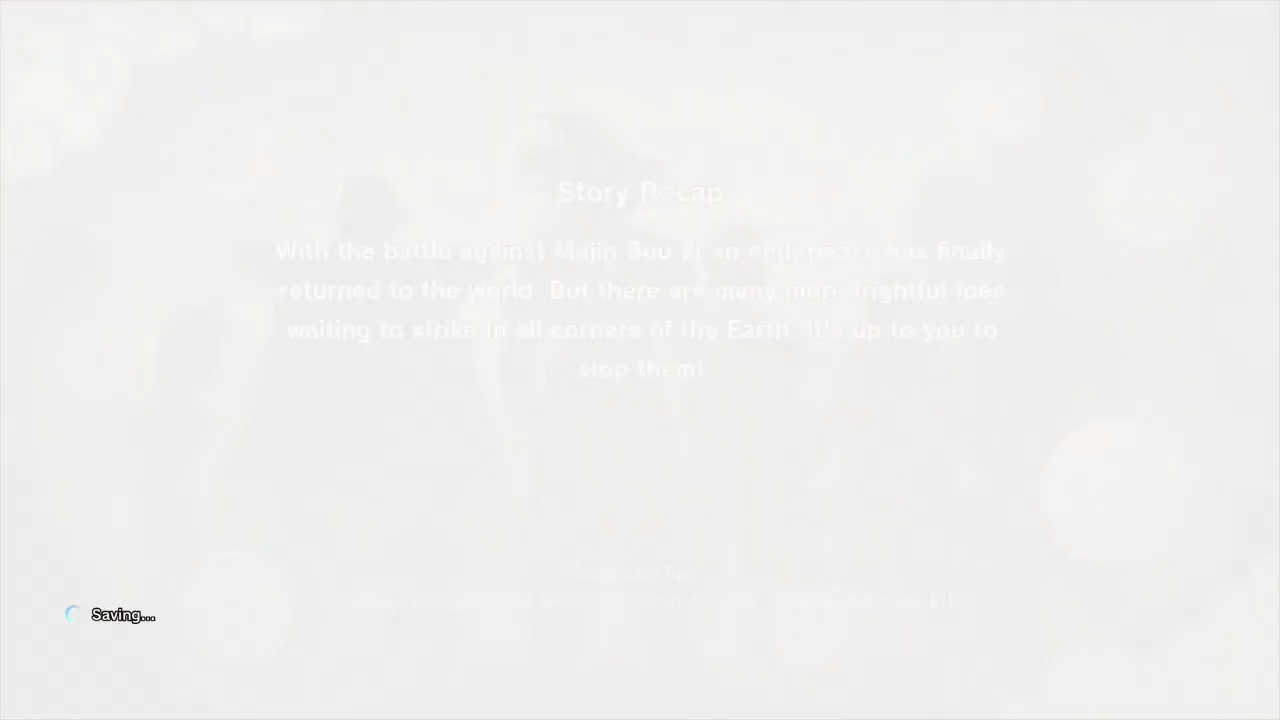 Story Recap
With the battle against Majin Buu at an end, peace has finally
returned to the world. But there are many more frightful foes
waiting to strike in all corners of the Earth. It's up to you to
stop them!
Saving...